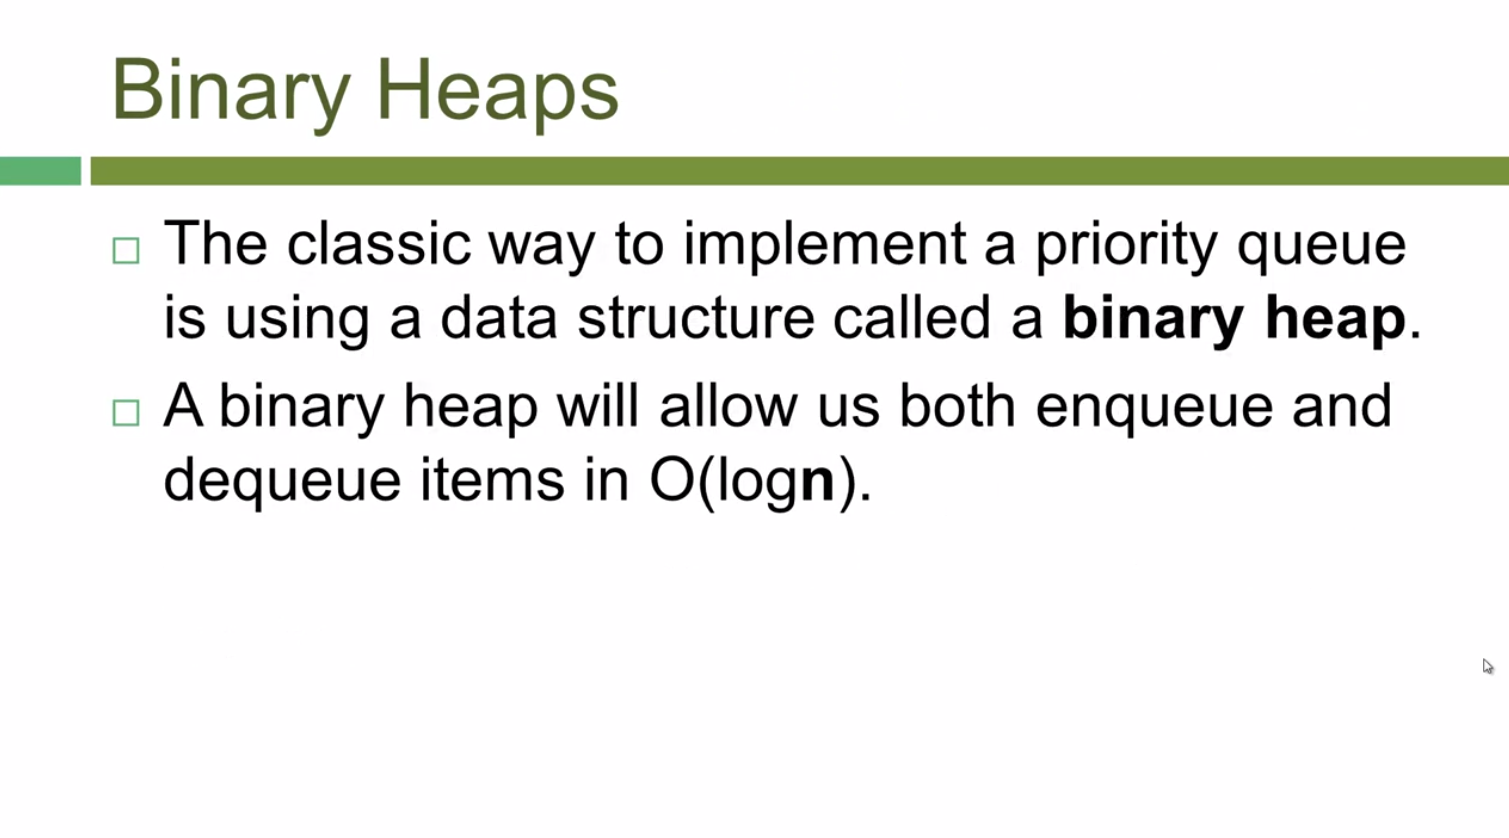 Binary Heaps
The classic way to implement a priority queue
is using a data structure called a binary heap.
A binary heap will allow us both enqueue and
dequeue items in O(logn).